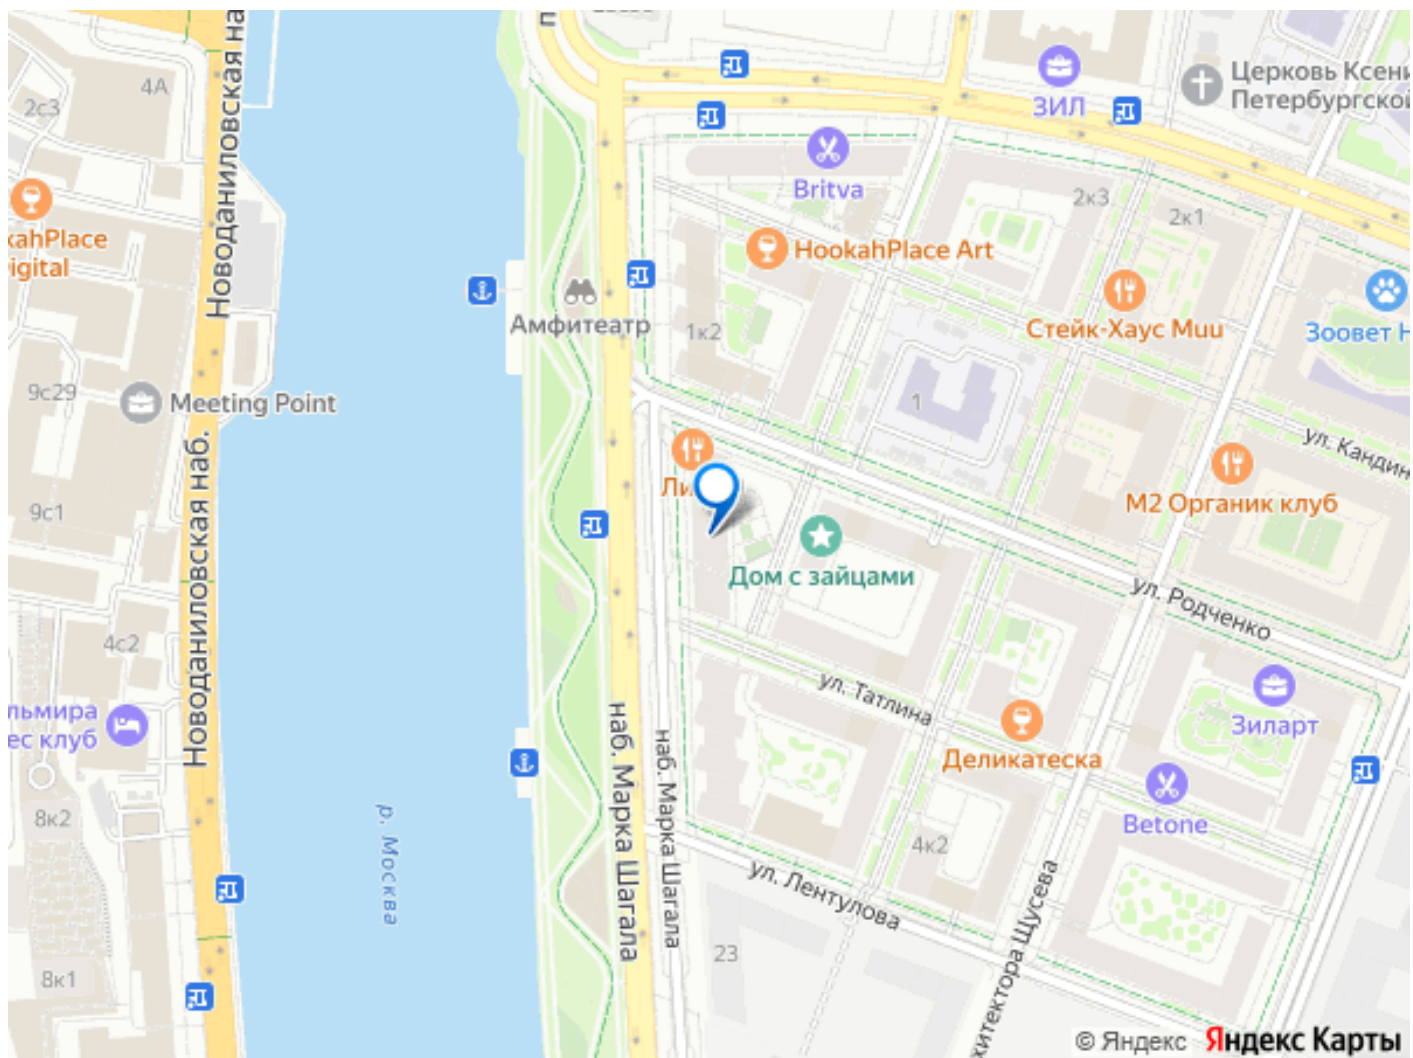 Новоданиловская на
4А
2с3
ЗИЛ
Церковь Ксени
Петербургской
Britva
2к3
2к1
kahPlace
igital
HookahPlace Art
Амфитеатр
1к2
Стейк-Хаус Muu
Зоовет Н
9с29
Meeting Point
1
ул. Кандин
Новоданиловская наб.
Ли
М2 Органик клуб
9с1
Дом с зайцами
ул. Родченко
4с2
льмира
ес клуб
ул. Татлина
Зиларт
Деликатеска
наб. Марка Шагала
наб. Марка Шагала
р. Москва
8к2
Betone
4к2
ул. Лентулова
23
хитектора Щусева
8к1
© Яндекс Яндекс Карты